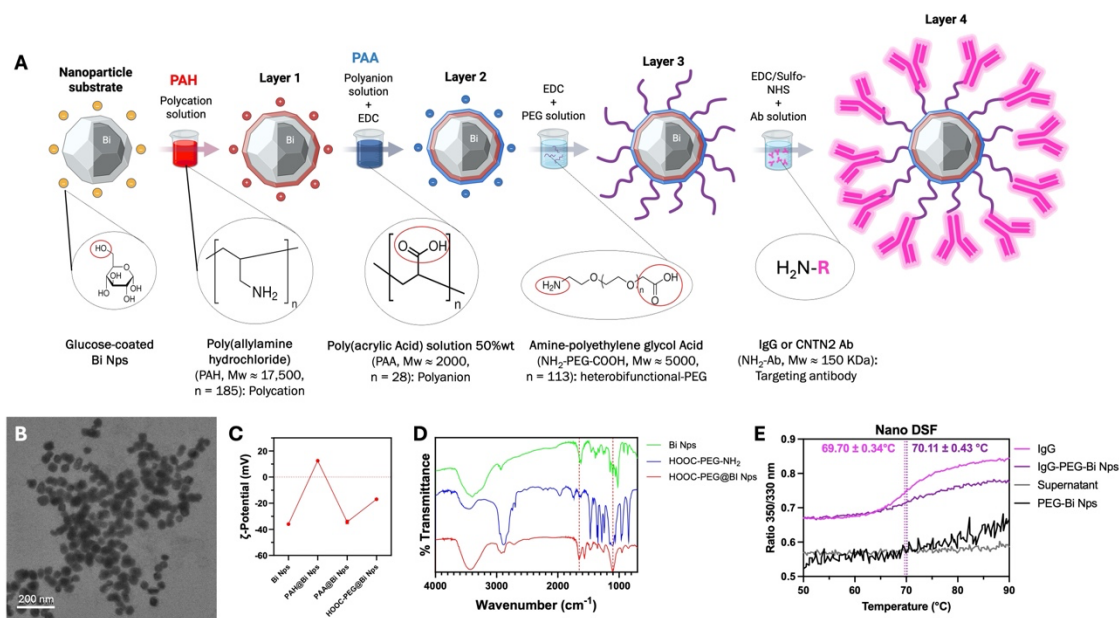 A
Nanoparticle
substrate
PAH
Polycation
solution
Layer 1
PAA
Polyanion
solution
+
EDC
Layer 2
EDC
+
PEG solution
Layer 3
EDC/Sulfo-
NHS
+
Ab solution
Layer 4
Bi
Bi
Bi
Bi
Bi
HO
O
OH
OH
OH
OH
NH2
n
O
OH
n
H2N
O
O
n
O
OH
H2N-R
Glucose-coated
Bi Nps
Poly(allylamine
hydrochloride)
(PAH, Mw ≈ 17,500,
n = 185): Polycation
Poly(acrylic Acid) solution 50%wt
(PAA, Mw ≈ 2000,
n = 28): Polyanion
Amine-polyethylene glycol Acid
(NH2-PEG-COOH, Mw ≈ 5000,
n = 113): heterobifunctional-PEG
IgG or CNTN2 Ab
(NH2-Ab, Mw ≈ 150 KDa):
Targeting antibody
B
200 nm
C
ζ-Potential (mV)
20
0
-20
-40
-60
Bi Nps
PAH@Bi Nps
PAA@Bi Nps
HOOC-PEG@Bi Nps
D
% Transmittance
Bi Nps
HOOC-PEG-NH2
HOOC-PEG@BI Nps
4000 3000 2000 1000
Wavenumber (cm-1)
E
Nano DSF
69.70 ± 0.34°C
70.11 ± 0.43 °C
IgG
IgG-PEG-Bi Nps
Supernatant
PEG-Bi Nps
Ratio 350/330 nm
0.9
0.8
0.7
0.6
0.5
50 60 70 80 90
Temperature (°C)